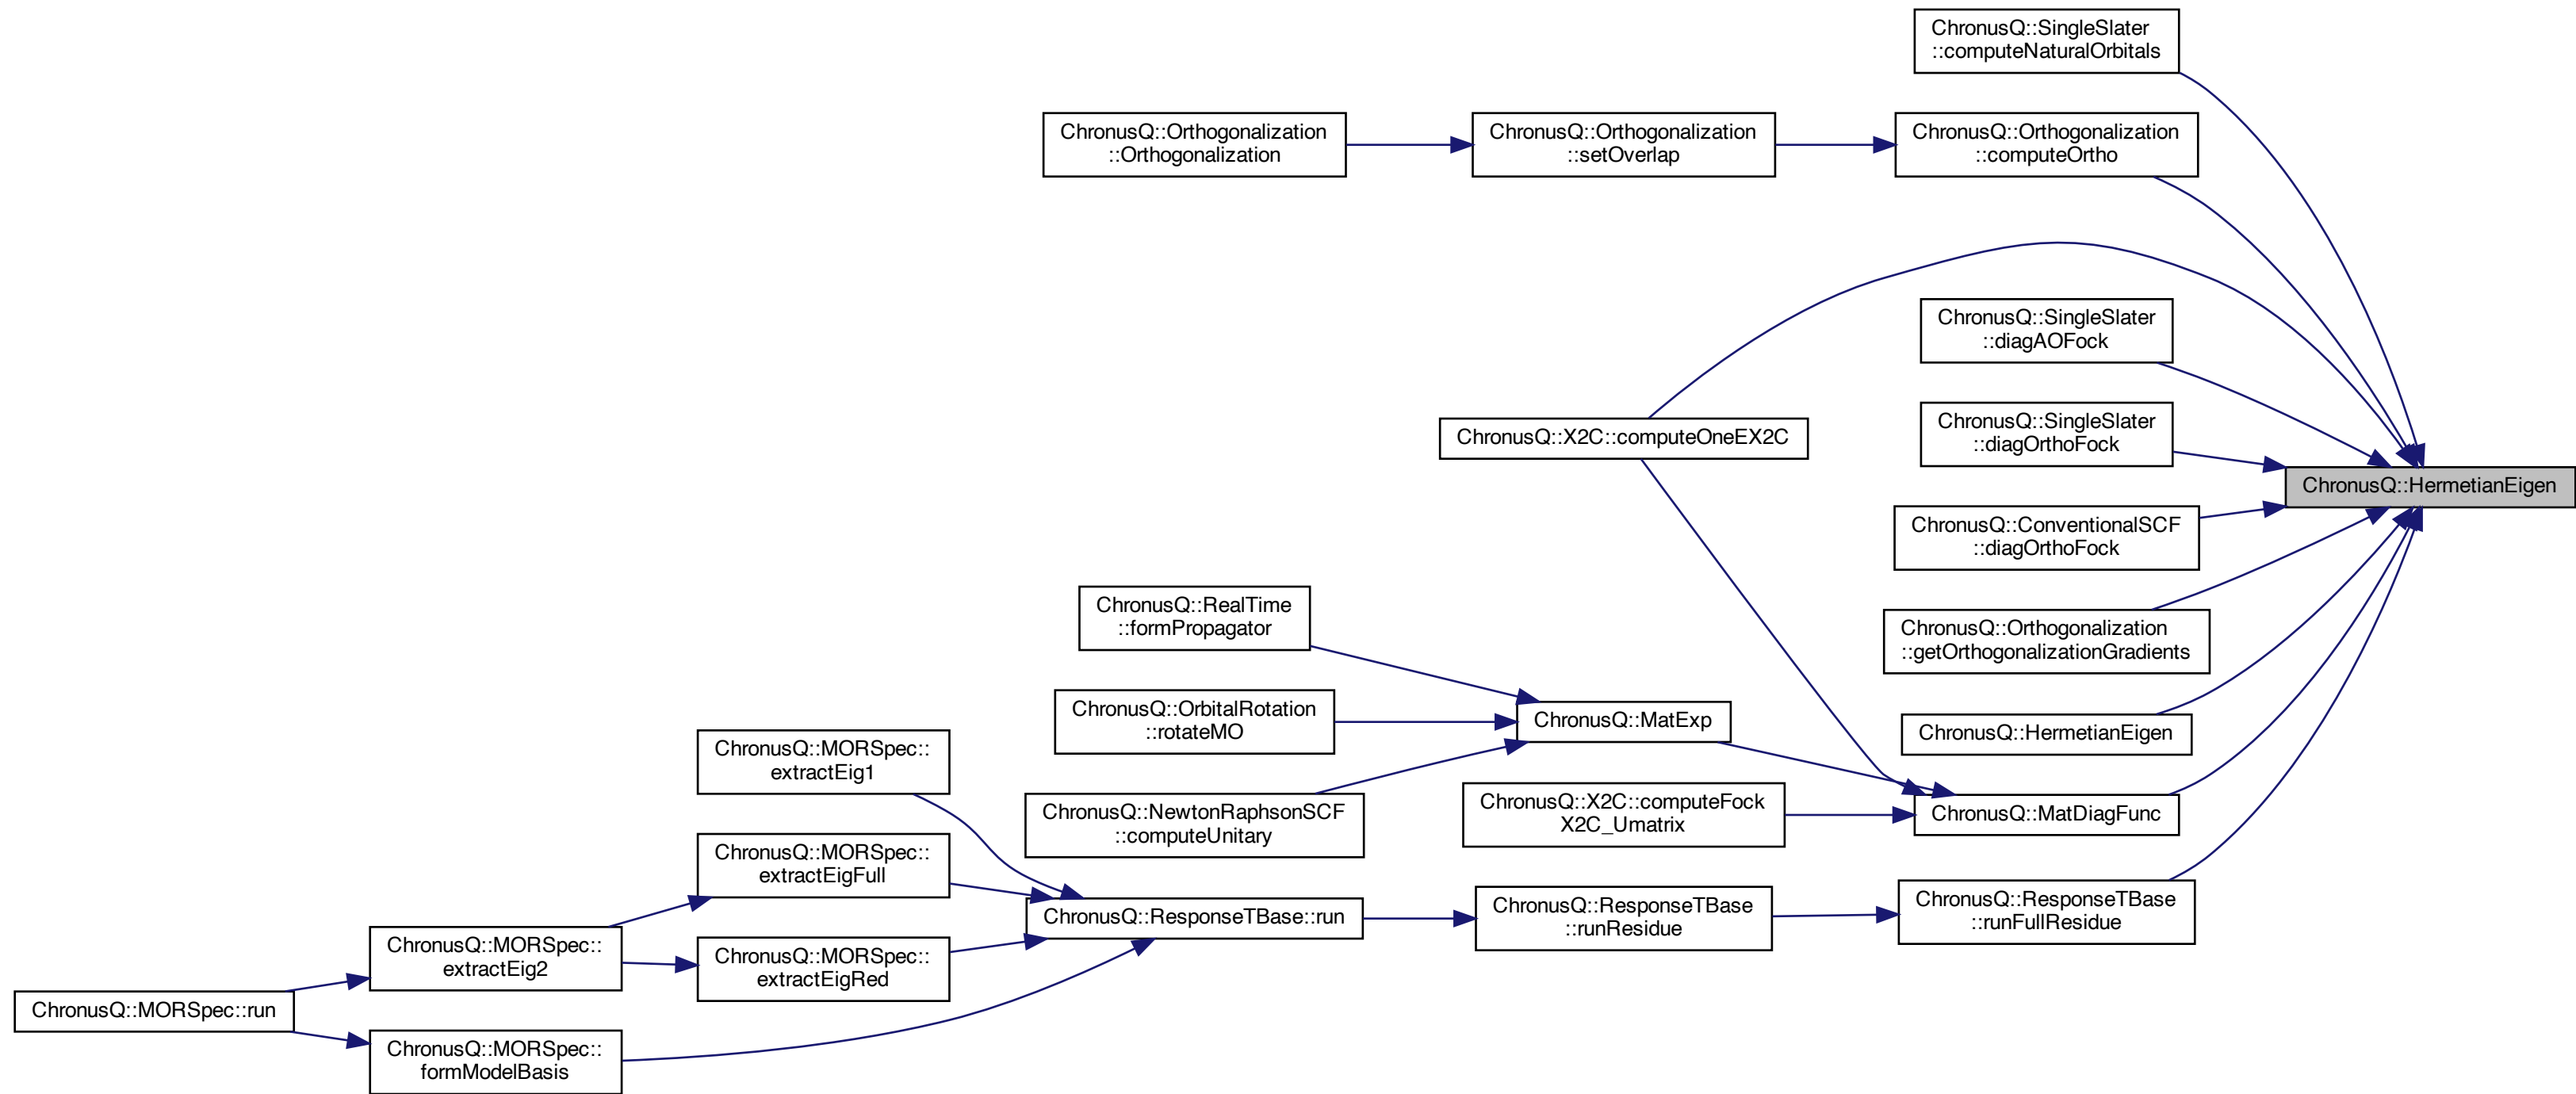 ChronusQ::SingleSlater
::computeNaturalOrbitals
ChronusQ::Orthogonalization
::Orthogonalization
ChronusQ::Orthogonalization
::setOverlap
ChronusQ::Orthogonalization
::computeOrtho
ChronusQ::SingleSlater
::diagAOFock
ChronusQ::X2C::computeOneEX2C
ChronusQ::SingleSlater
::diagOrthoFock
ChronusQ::HermetianEigen
ChronusQ::ConventionalSCF
::diagOrthoFock
ChronusQ::RealTime
::formPropagator
ChronusQ::Orthogonalization
::getOrthogonalizationGradients
ChronusQ::OrbitalRotation
::rotateMO
ChronusQ::MatExp
ChronusQ::HermetianEigen
ChronusQ::MORSpec::
extractEig1
ChronusQ::NewtonRaphsonSCF
::computeUnitary
ChronusQ::X2C::computeFock
X2C_Umatrix
ChronusQ::MatDiagFunc
ChronusQ::MORSpec::
extractEigFull
ChronusQ::ResponseTBase::run
ChronusQ::ResponseTBase
::runResidue
ChronusQ::ResponseTBase
::runFullResidue
ChronusQ::MORSpec::
extractEig2
ChronusQ::MORSpec::
extractEigRed
ChronusQ::MORSpec::run
ChronusQ::MORSpec::
formModelBasis